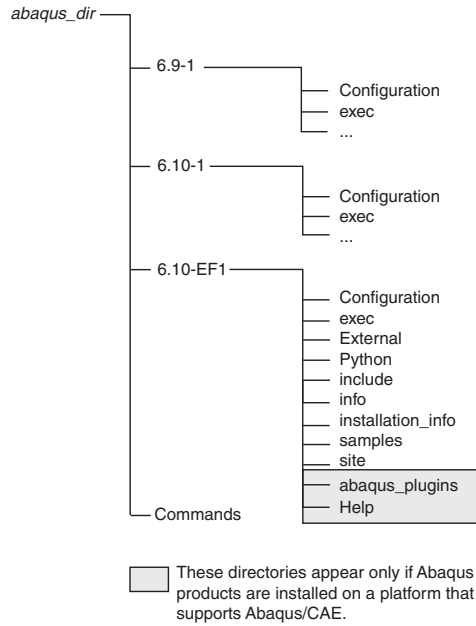 abaqus_dir
6.9-1
Configuration
exec
...
6.10-1
Configuration
exec
...
6.10-EF1
Configuration
exec
External
Python
include
info
installation_info
samples
site
abaqus_plugins
Help
Commands
These directories appear only if Abaqus
products are installed on a platform that
supports Abaqus/CAE.